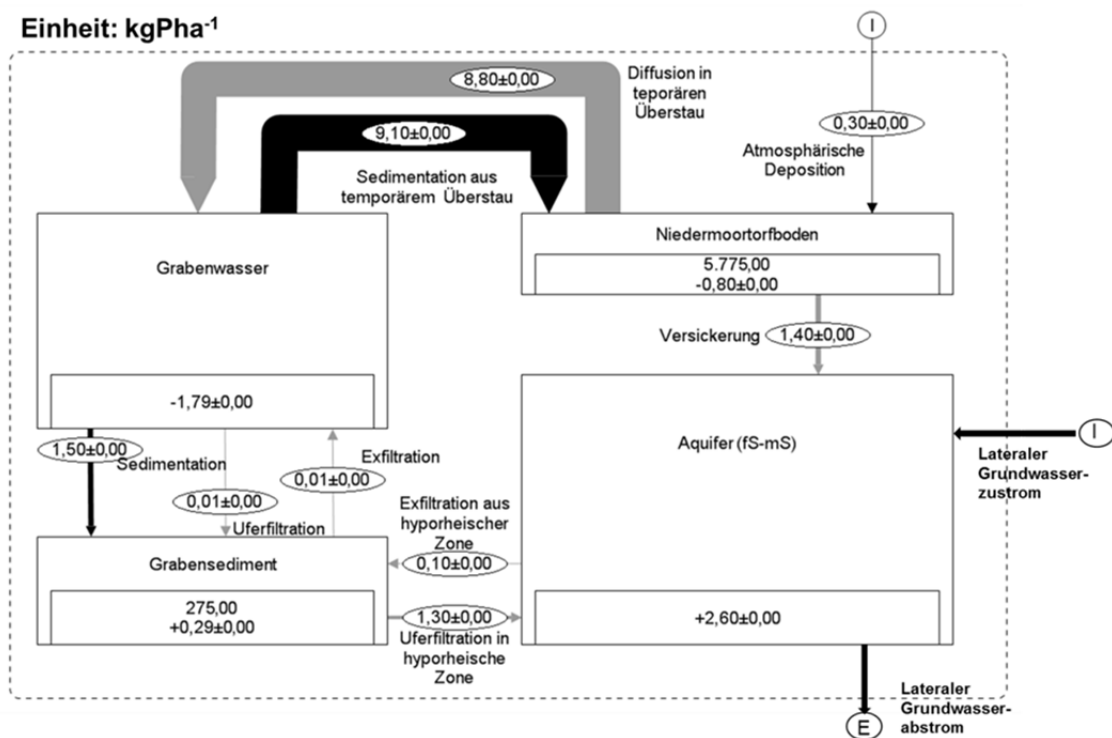 Einheit: kgPha-1
I
8,80±0,00
Diffusion in
teporären
Überstau
9,10±0,00
0,30±0,00
Atmosphärische
Deposition
Sedimentation aus
temporärem Überstau
Grabenwasser
Niedermoortorfboden
5.775,00
-0,80±0,00
Versickerung
1,40±0,00
-1,79±0,00
1,50±0,00
Sedimentation
Exfiltration
0,01±0,00
0,01±0,00
Uferfiltration
Aquifer (fS-mS)
I
Lateraler
Grundwasser-
zustrom
Exfiltration aus
hyporheischer
Zone
0,10±0,00
Grabensediment
275,00
+0,29±0,00
1,30±0,00
Uferfiltration in
hyporheische
Zone
+2,60±0,00
Lateraler
Grundwasser-
abstrom
E